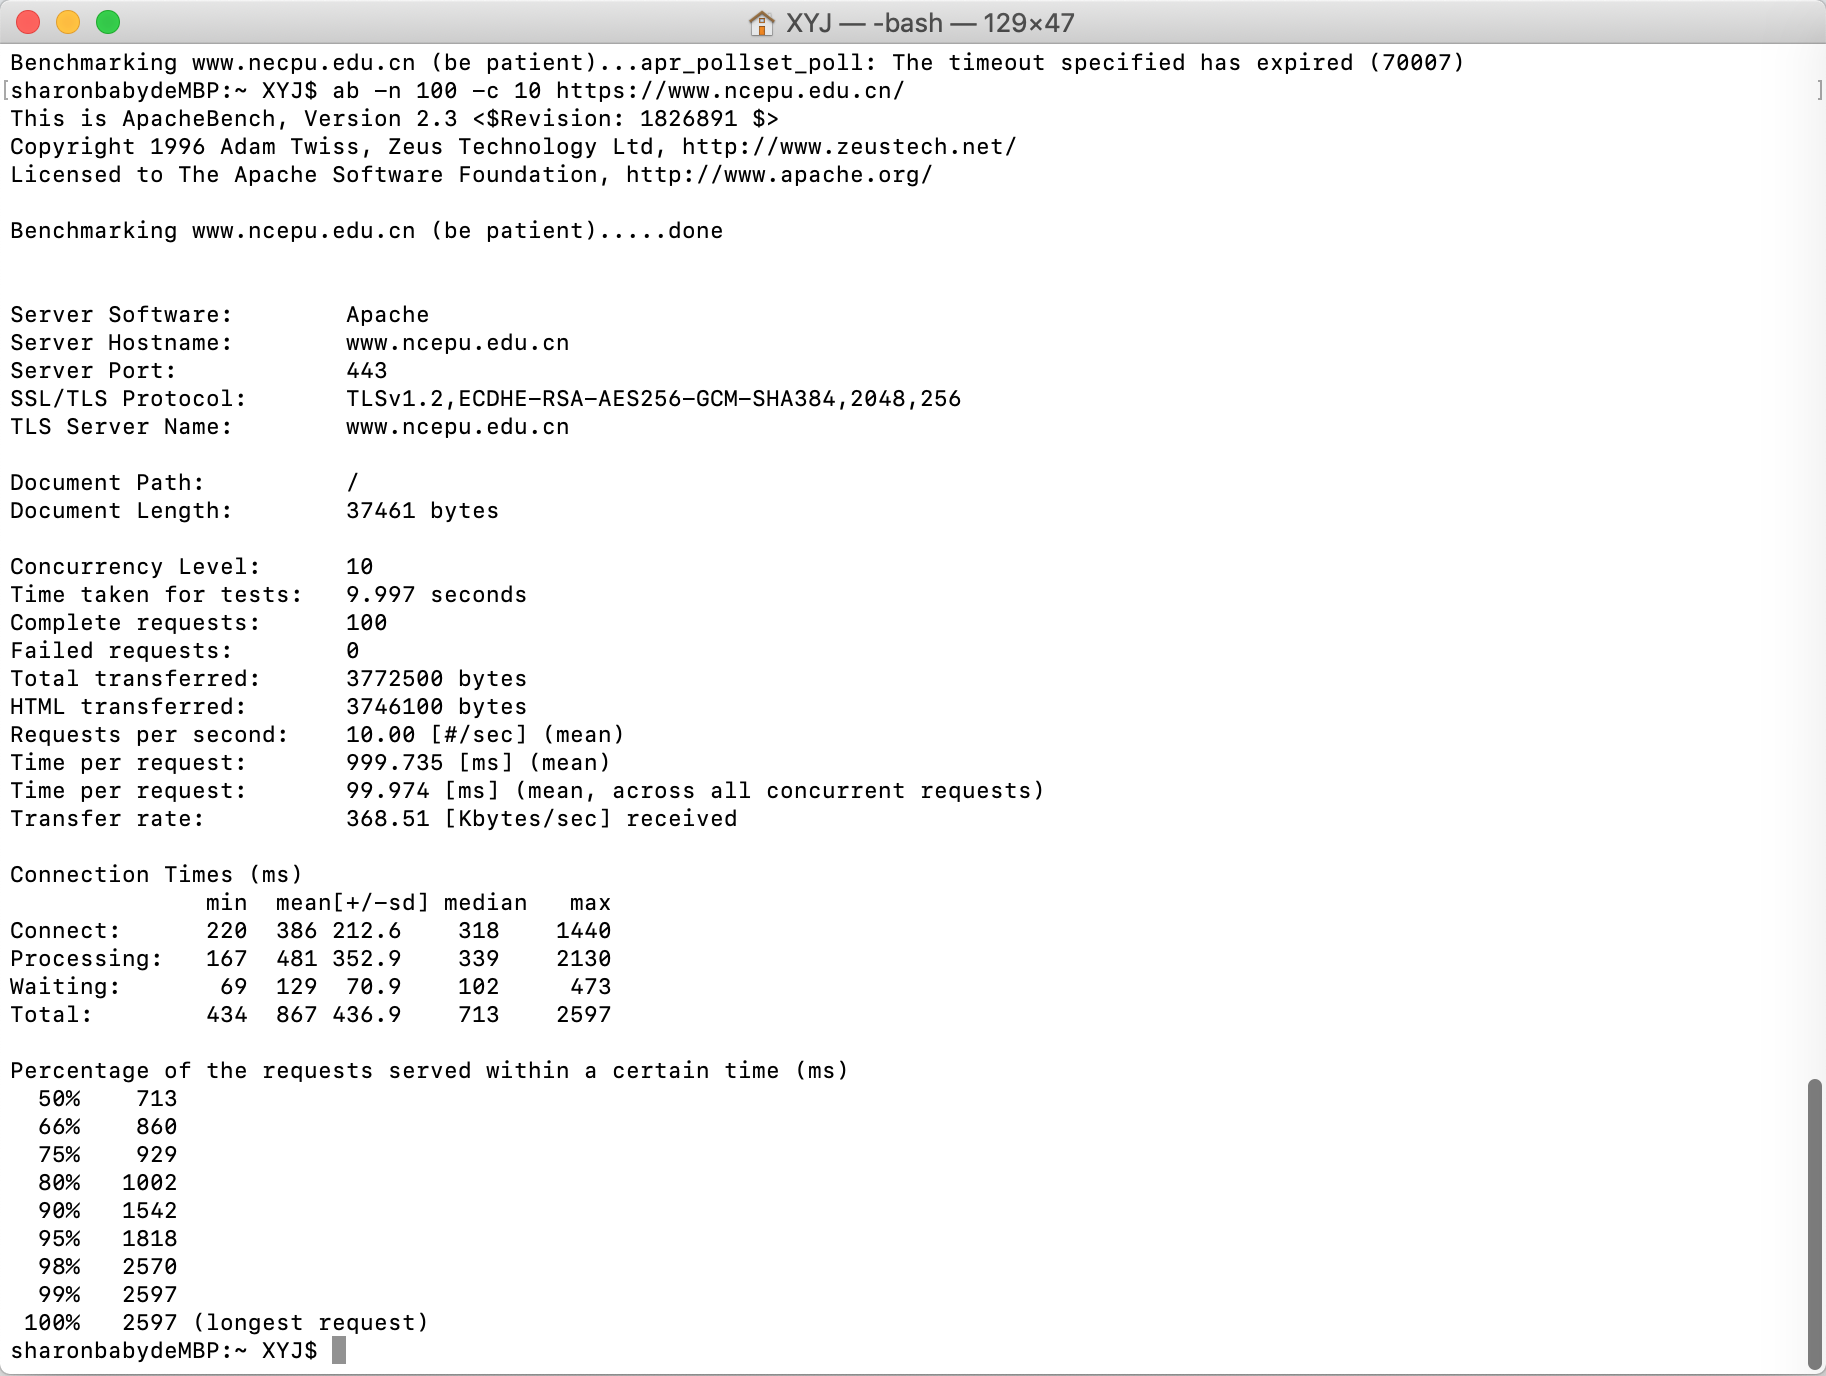 XYJ — -bash — 129×47
Benchmarking www.necpu.edu.cn (be patient)...apr_pollset_poll: The timeout specified has expired (70007)
[sharonbabydeMBP:~ XYJ$ ab -n 100 -c 10 https://www.ncepu.edu.cn/ ]
This is ApacheBench, Version 2.3 <$Revision: 1826891 $>
Copyright 1996 Adam Twiss, Zeus Technology Ltd, http://www.zeustech.net/
Licensed to The Apache Software Foundation, http://www.apache.org/

Benchmarking www.ncepu.edu.cn (be patient).....done


Server Software:        Apache
Server Hostname:        www.ncepu.edu.cn
Server Port:            443
SSL/TLS Protocol:       TLSv1.2,ECDHE-RSA-AES256-GCM-SHA384,2048,256
TLS Server Name:        www.ncepu.edu.cn

Document Path:          /
Document Length:        37461 bytes

Concurrency Level:      10
Time taken for tests:   9.997 seconds
Complete requests:      100
Failed requests:        0
Total transferred:      3772500 bytes
HTML transferred:       3746100 bytes
Requests per second:    10.00 [#/sec] (mean)
Time per request:       999.735 [ms] (mean)
Time per request:       99.974 [ms] (mean, across all concurrent requests)
Transfer rate:          368.51 [Kbytes/sec] received

Connection Times (ms)
              min  mean[+/-sd] median   max
Connect:      220  386 212.6    318    1440
Processing:   167  481 352.9    339    2130
Waiting:       69  129  70.9    102     473
Total:        434  867 436.9    713    2597

Percentage of the requests served within a certain time (ms)
  50%    713
  66%    860
  75%    929
  80%   1002
  90%   1542
  95%   1818
  98%   2570
  99%   2597
 100%   2597 (longest request)
sharonbabydeMBP:~ XYJ$